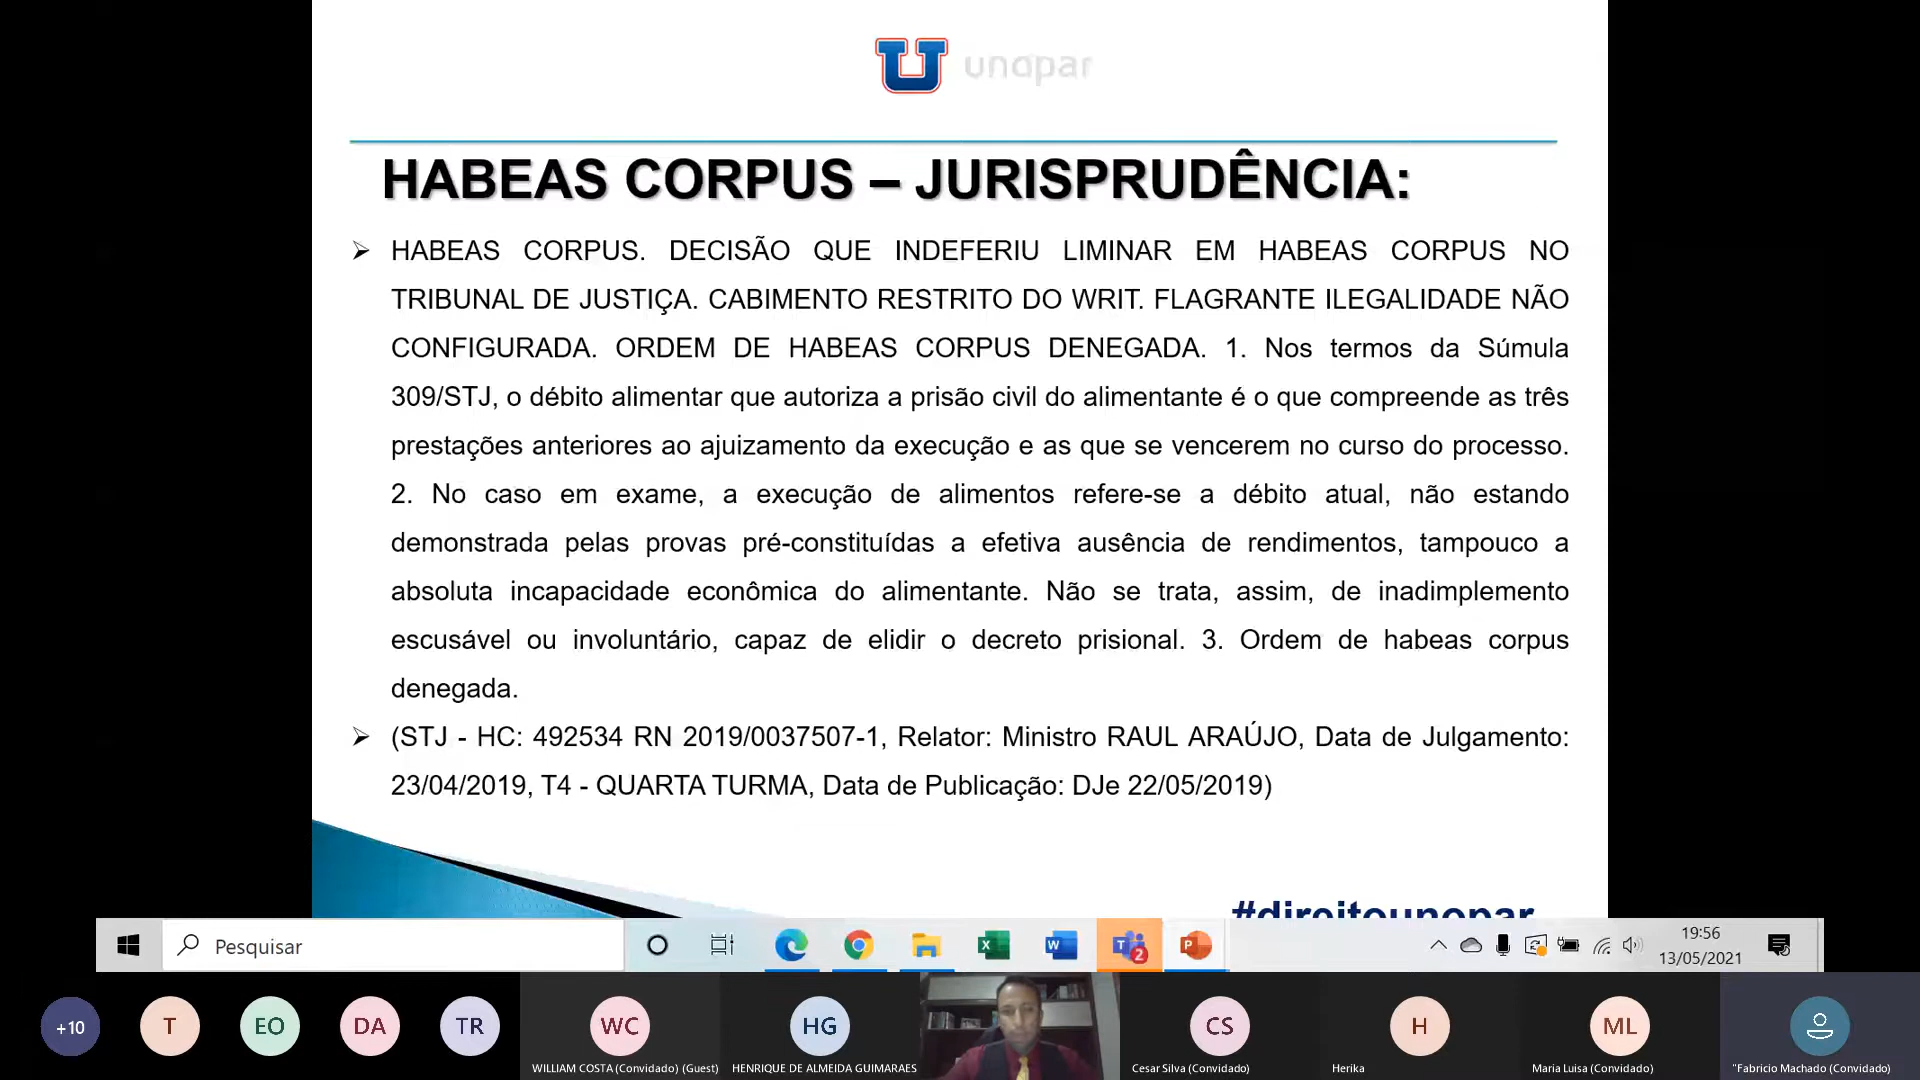 unopar
HABEAS CORPUS – JURISPRUDÊNCIA:
HABEAS CORPUS. DECISÃO QUE INDEFERIU LIMINAR EM HABEAS CORPUS NO
TRIBUNAL DE JUSTIÇA. CABIMENTO RESTRITO DO WRIT. FLAGRANTE ILEGALIDADE NÃO
CONFIGURADA. ORDEM DE HABEAS CORPUS DENEGADA. 1. Nos termos da Súmula
309/STJ, o débito alimentar que autoriza a prisão civil do alimentante é o que compreende as três
prestações anteriores ao ajuizamento da execução e as que se vencerem no curso do processo.
2. No caso em exame, a execução de alimentos refere-se a débito atual, não estando
demonstrada pelas provas pré-constituídas a efetiva ausência de rendimentos, tampouco a
absoluta incapacidade econômica do alimentante. Não se trata, assim, de inadimplemento
escusável ou involuntário, capaz de elidir o decreto prisional. 3. Ordem de habeas corpus
denegada.
(STJ - HC: 492534 RN 2019/0037507-1, Relator: Ministro RAUL ARAÚJO, Data de Julgamento:
23/04/2019, T4 - QUARTA TURMA, Data de Publicação: DJe 22/05/2019)
#direitounopar
Pesquisar
2
19:56
13/05/2021
+10
T
EO
DA
TR
WC
HG
CS
H
ML
WILLIAM COSTA (Convidado) (Guest)
HENRIQUE DE ALMEIDA GUIMARAES
Cesar Silva (Convidado)
Herika
Maria Luisa (Convidado)
"Fabricio Machado (Convidado)